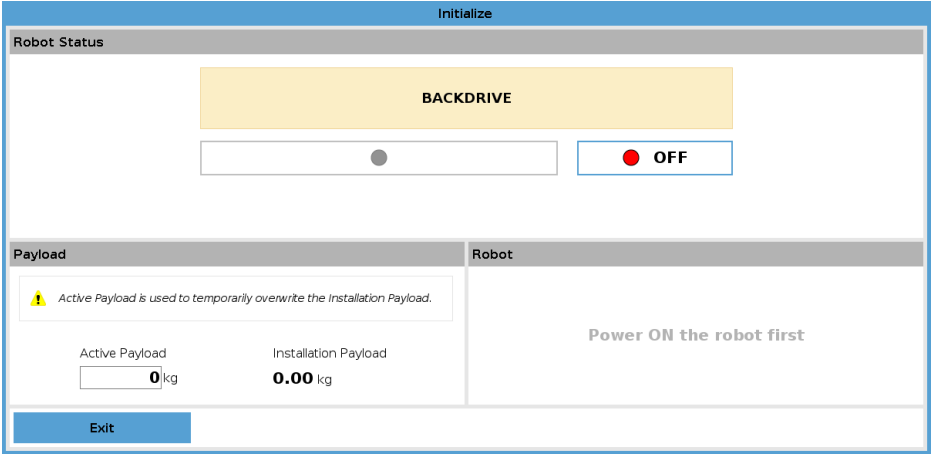 Initialize
Robot Status
BACKDRIVE
OFF
Payload
Active Payload is used to temporarily overwrite the Installation Payload.
Active Payload
Installation Payload
0 kg
0.00 kg
Robot
Power ON the robot first
Exit